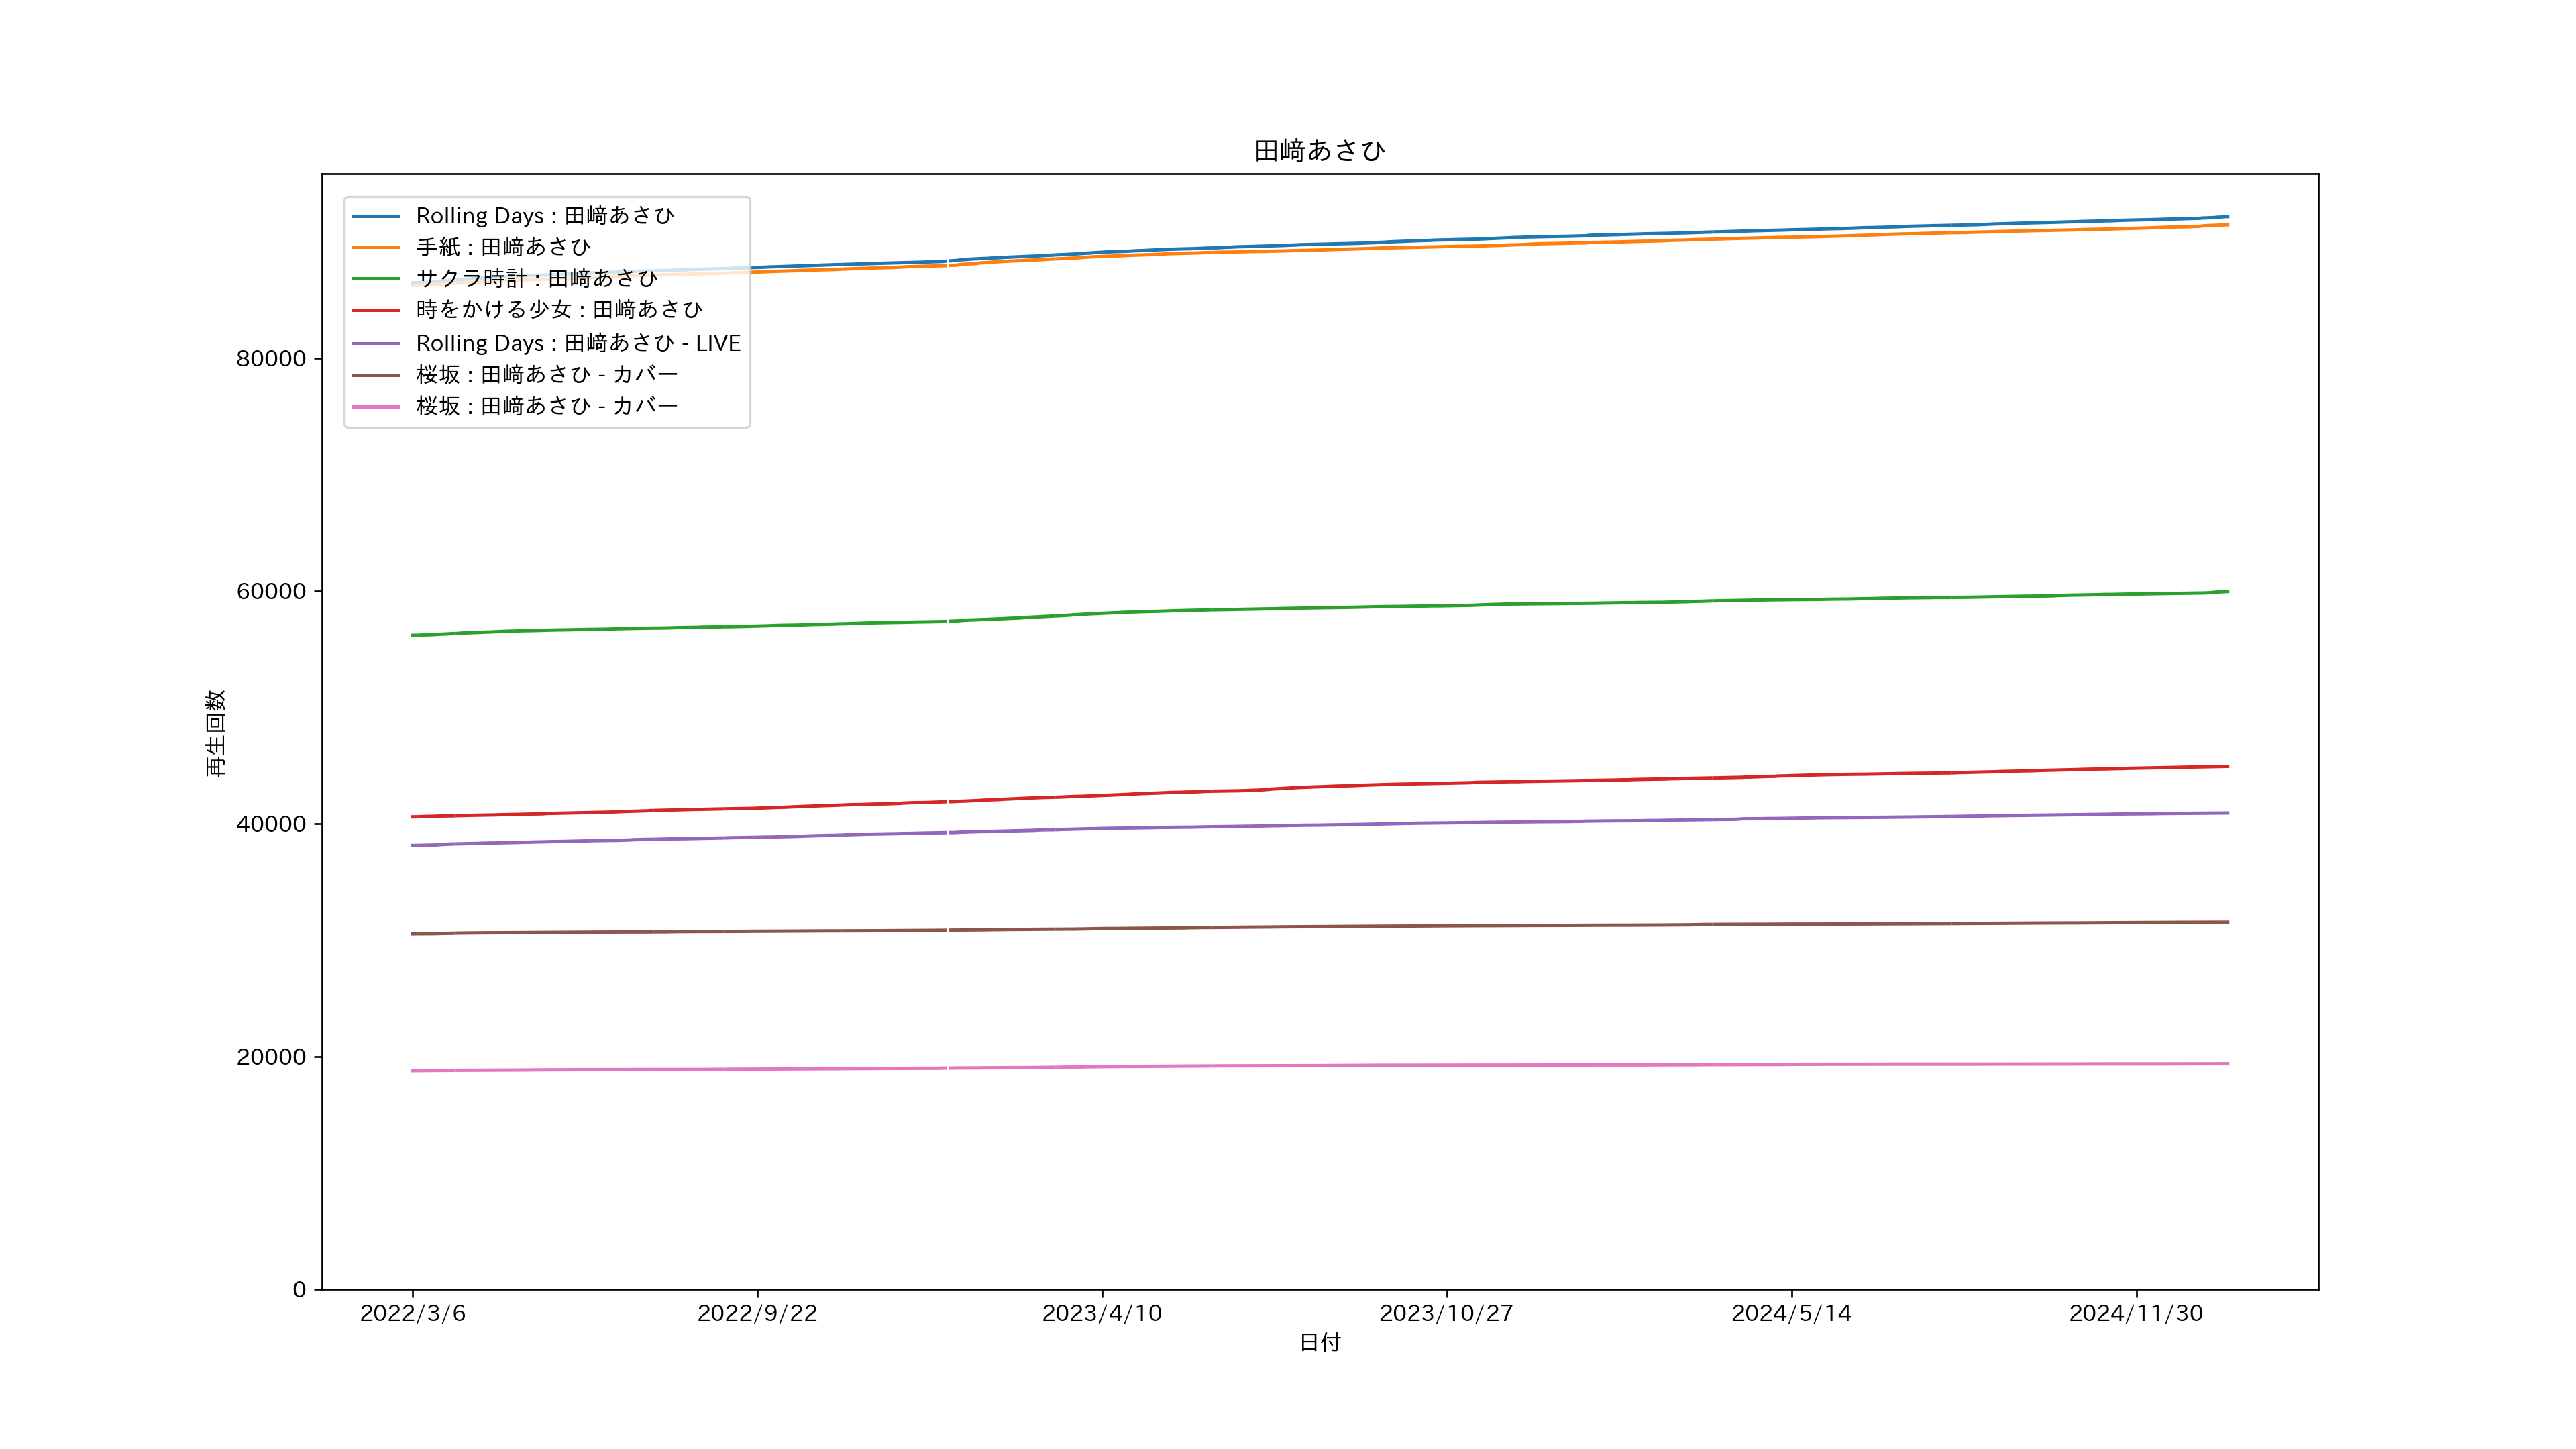 田﨑あさひ
Rolling Days : 田﨑あさひ
手紙 : 田﨑あさひ
サクラ時計 : 田﨑あさひ
時をかける少女 : 田﨑あさひ
Rolling Days : 田﨑あさひ - LIVE
桜坂 : 田﨑あさひ - カバー
桜坂 : 田﨑あさひ - カバー
80000
60000
40000
20000
0
再生回数
2022/3/6 2022/9/22 2023/4/10 2023/10/27 2024/5/14 2024/11/30
日付